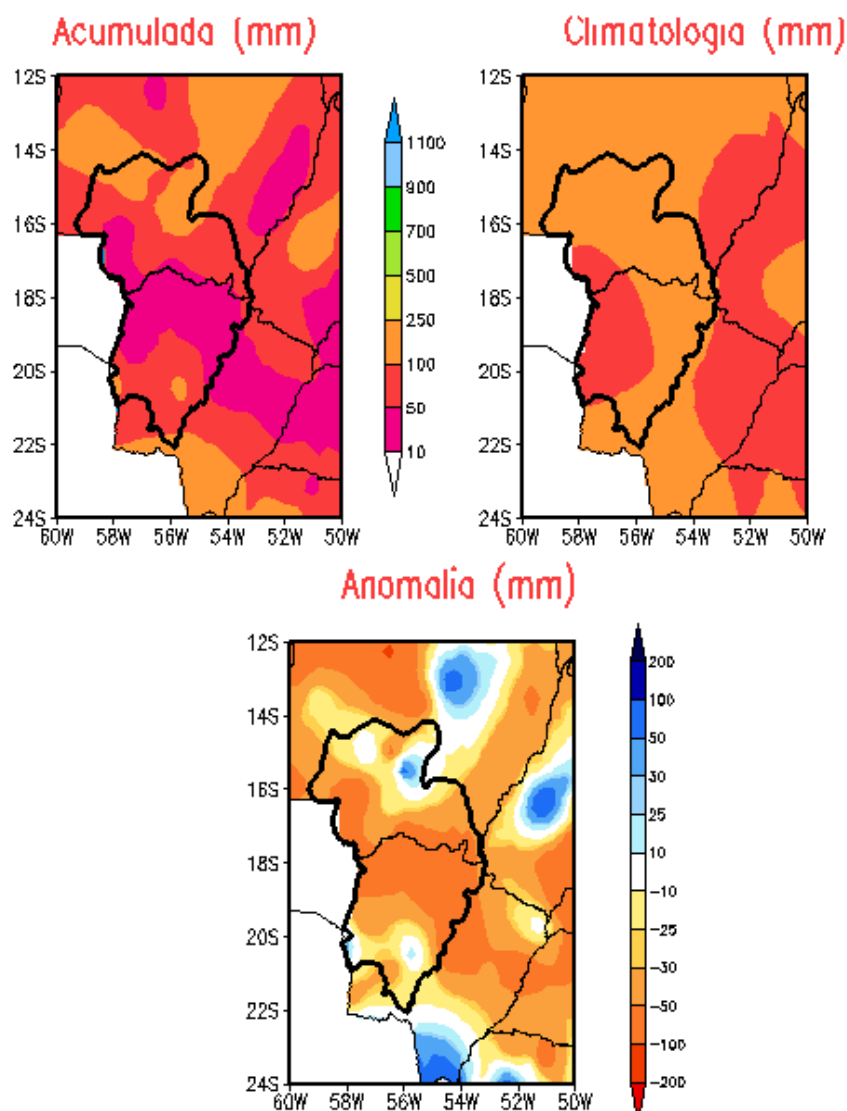 Acumulada (mm)
12S
14S
16S
18S
20S
22S
24S
60W 58W 56W 54W 52W 50W
1100
900
700
500
250
100
50
10
Climatologia (mm)
12S
14S
16S
18S
20S
22S
24S
60W 58W 56W 54W 52W 50W
Anomalia (mm)
12S
14S
16S
18S
20S
22S
24S
60W 58W 56W 54W 52W 50W
200
100
50
30
25
10
-10
-25
-30
-50
-100
-200